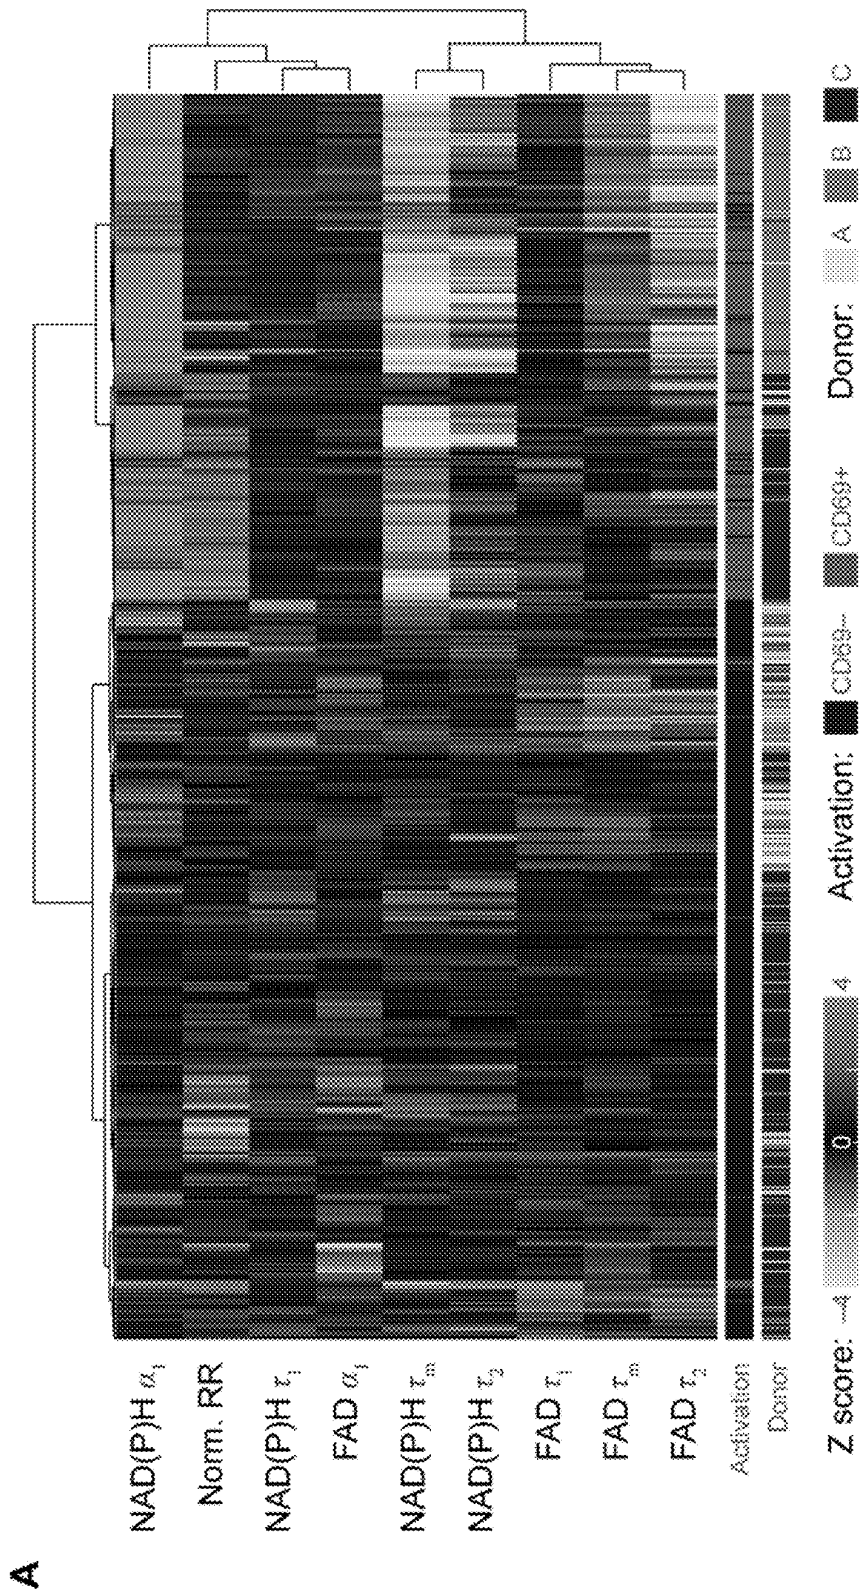 A
NAD(P)H α₁
Norm. RR
NAD(P)H τ₁
FAD α₁
NAD(P)H τₘ
NAD(P)H τ₂
FAD τ₁
FAD τₘ
FAD τ₂
Activation
Donor
Z score: −4 0 4 Activation: CD69− CD69+ Donor: A B C